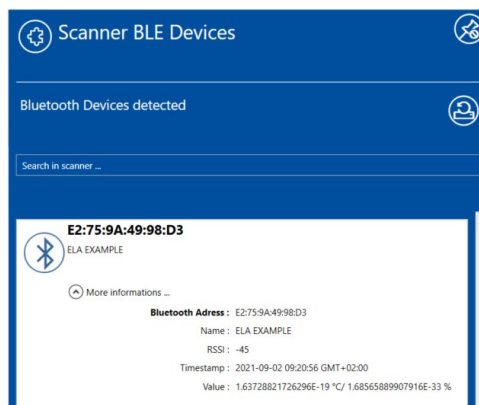 Scanner BLE Devices
Bluetooth Devices detected
Search in scanner ...
E2:75:9A:49:98:D3
ELA EXAMPLE
More informations ...
Bluetooth Adress : E2:75:9A:49:98:D3
Name : ELA EXAMPLE
RSSI : -45
Timestamp : 2021-09-02 09:20:56 GMT+02:00
Value : 1.63728821726296E-19 °C/ 1.68565889907916E-33 %